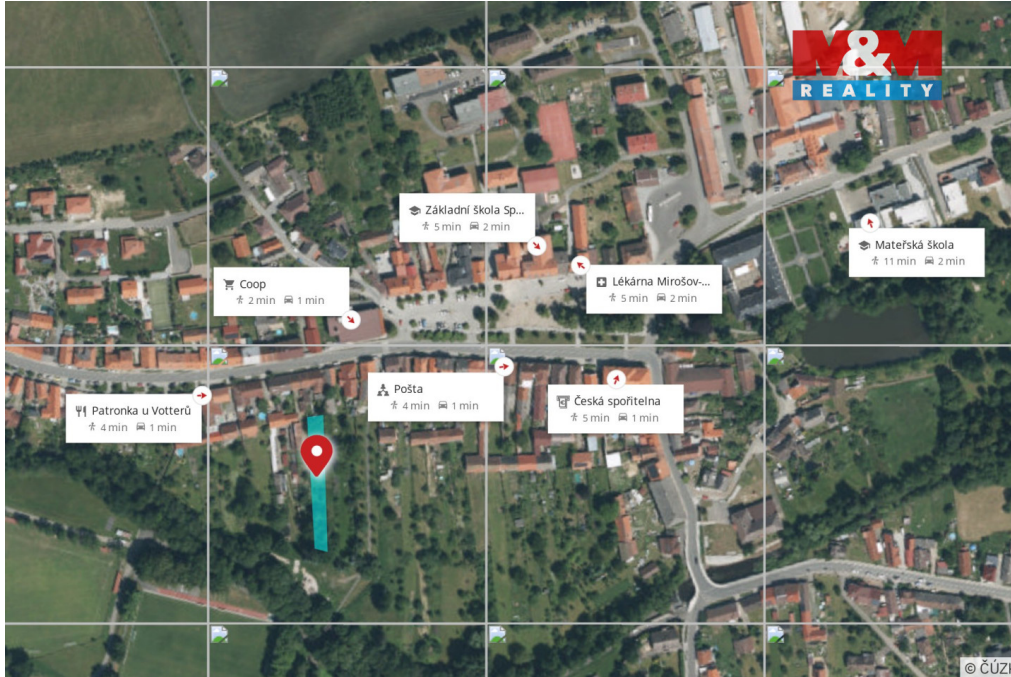 M&M
REALITY
Základní škola Sp...
5 min 2 min
Mateřská škola
11 min 2 min
Coop
2 min 1 min
Lékárna Mirošov-...
5 min 2 min
Patronka u Votterů
4 min 1 min
Pošta
4 min 1 min
Česká spořitelna
5 min 1 min
© ČÚZK